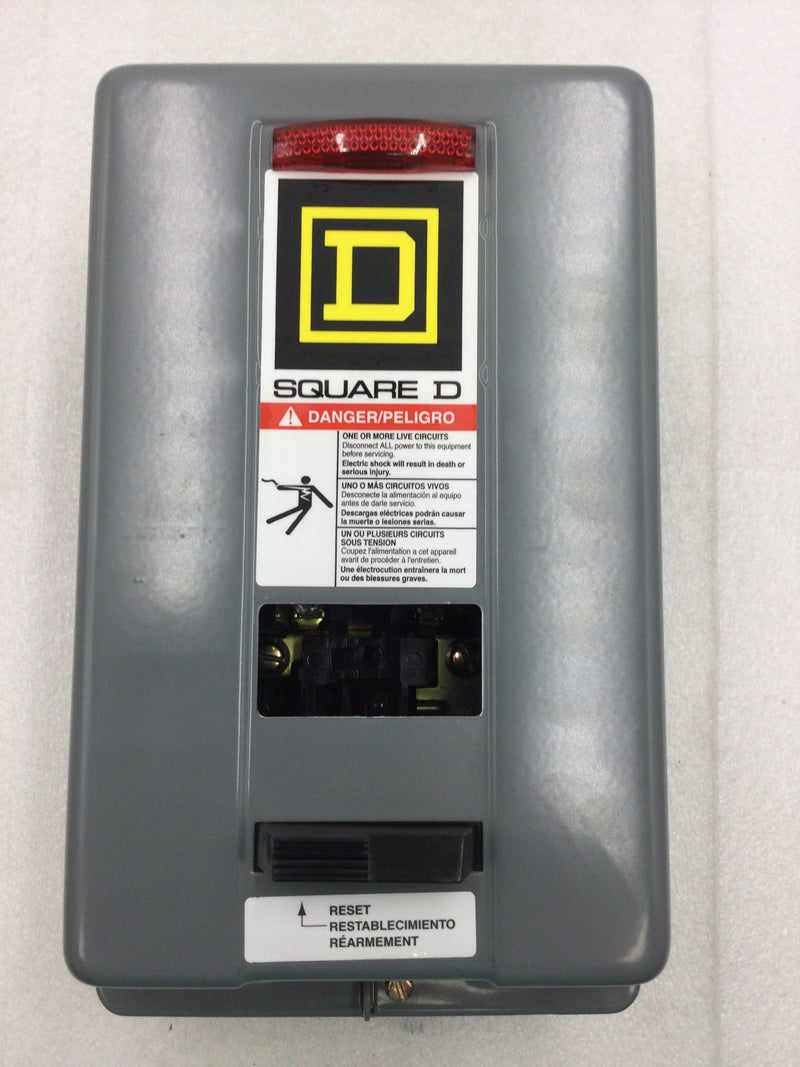 D
SQUARE D
DANGER/PELIGRO
ONE OR MORE LIVE CIRCUITS
Disconnect ALL power to this equipment
before servicing.
Electric shock will result in death or
serious injury.
UNO O MÁS CIRCUITOS VIVOS
Desconecte la alimentación al equipo
antes de darle servicio.
Descargas eléctricas podrán causar
la muerte o lesiones serias.
UN OU PLUSIEURS CIRCUITS
SOUS TENSION
Coupez l'alimentation a cet appareil
avant de procéder à l'entretien.
Une électrocution entraînera la mort
ou des blessures graves.
RESET
RESTABLECIMIENTO
RÉARMEMENT